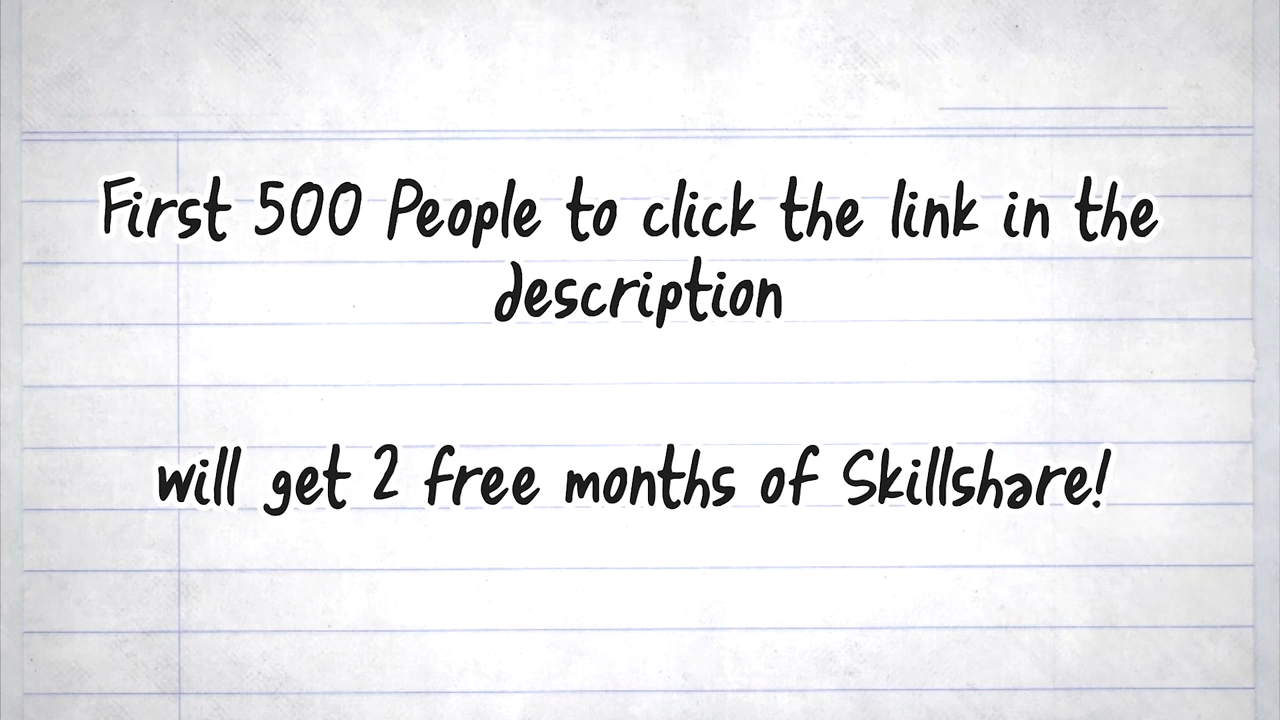 First 500 People to click the link in the
description
will get 2 free months of Skillshare!